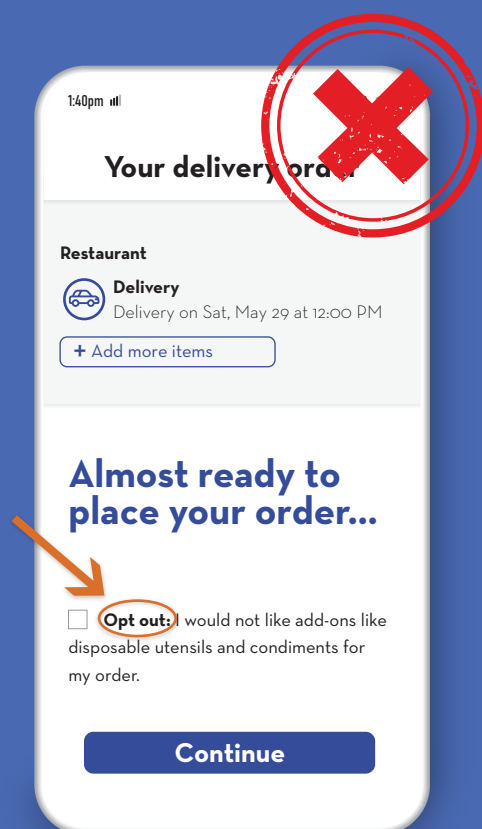 1:40pm
Your delivery order
Restaurant
Delivery
Delivery on Sat, May 29 at 12:00 PM
+ Add more items
Almost ready to
place your order...
Opt out: I would not like add-ons like
disposable utensils and condiments for
my order.
Continue